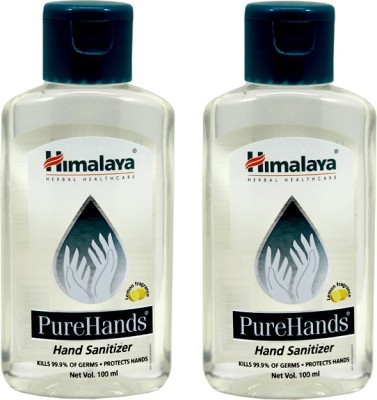 Himalaya®
HERBAL HEALTHCARE
Lemon fragrance
PureHands®
Hand Sanitizer
KILLS 99.9% OF GERMS • PROTECTS HANDS
Net Vol. 100 ml
Himalaya®
HERBAL HEALTHCARE
Lemon fragrance
PureHands®
Hand Sanitizer
KILLS 99.9% OF GERMS • PROTECTS HANDS
Net Vol. 100 ml